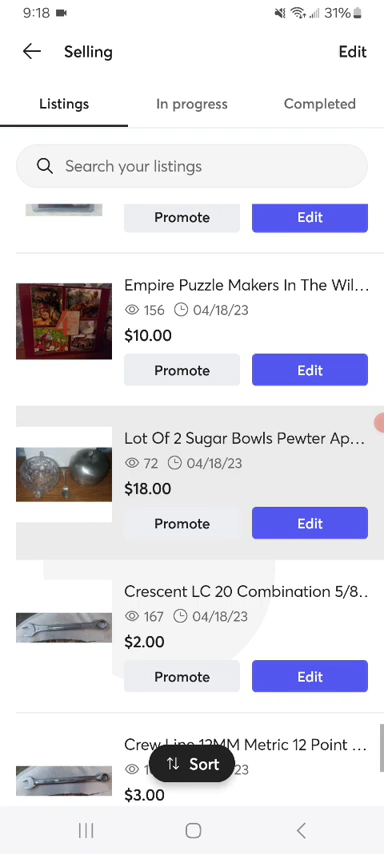 9:18 31%
Selling Edit
Listings In progress Completed
Search your listings
Promote Edit
Empire Puzzle Makers In The Wil...
156 04/18/23
$10.00
Promote Edit
Lot Of 2 Sugar Bowls Pewter Ap...
72 04/18/23
$18.00
Promote Edit
Crescent LC 20 Combination 5/8..
167 04/18/23
$2.00
Promote Edit
Crew Line 12MM Metric 12 Point ...
23
Sort
$3.00